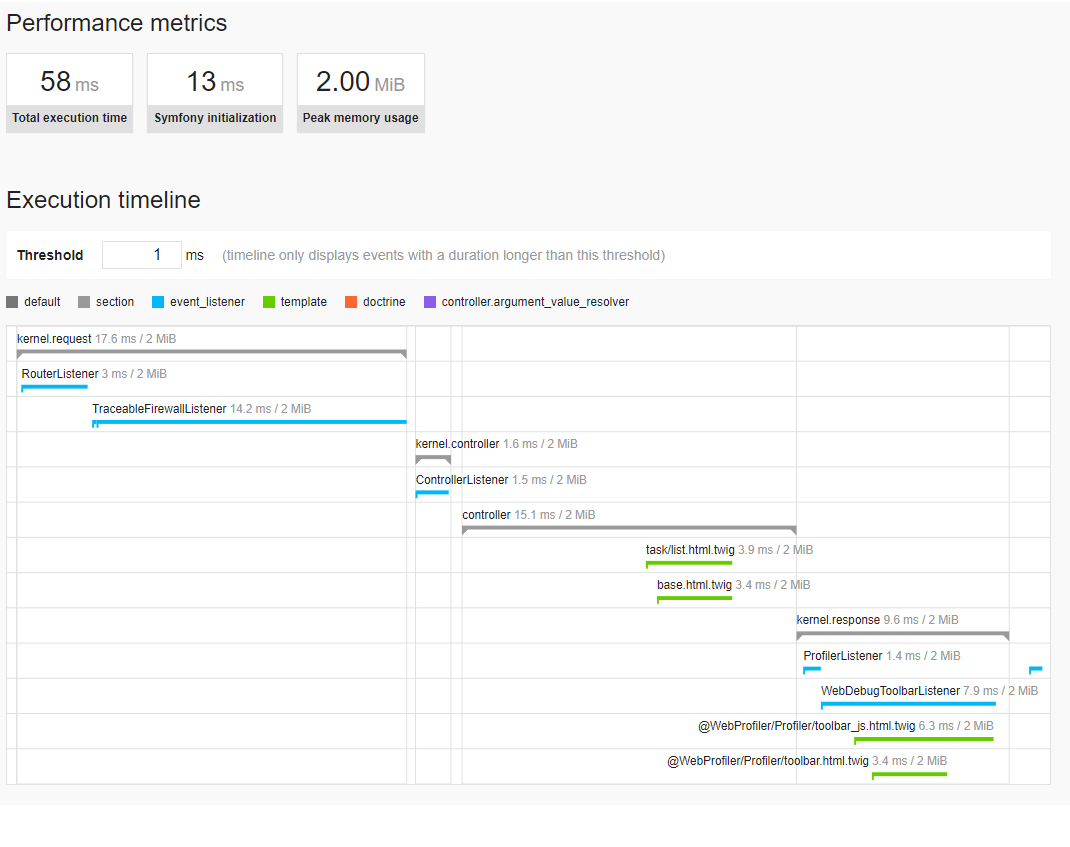 Performance metrics
58 ms
Total execution time
13 ms
Symfony initialization
2.00 MiB
Peak memory usage
Execution timeline
Threshold 1 ms (timeline only displays events with a duration longer than this threshold)
default section event_listener template doctrine controller.argument_value_resolver
kernel.request 17.6 ms / 2 MiB
RouterListener 3 ms / 2 MiB
TraceableFirewallListener 14.2 ms / 2 MiB
kernel.controller 1.6 ms / 2 MiB
ControllerListener 1.5 ms / 2 MiB
controller 15.1 ms / 2 MiB
task/list.html.twig 3.9 ms / 2 MiB
base.html.twig 3.4 ms / 2 MiB
kernel.response 9.6 ms / 2 MiB
ProfilerListener 1.4 ms / 2 MiB
WebDebugToolbarListener 7.9 ms / 2 MiB
@WebProfiler/Profiler/toolbar_js.html.twig 6.3 ms / 2 MiB
@WebProfiler/Profiler/toolbar.html.twig 3.4 ms / 2 MiB